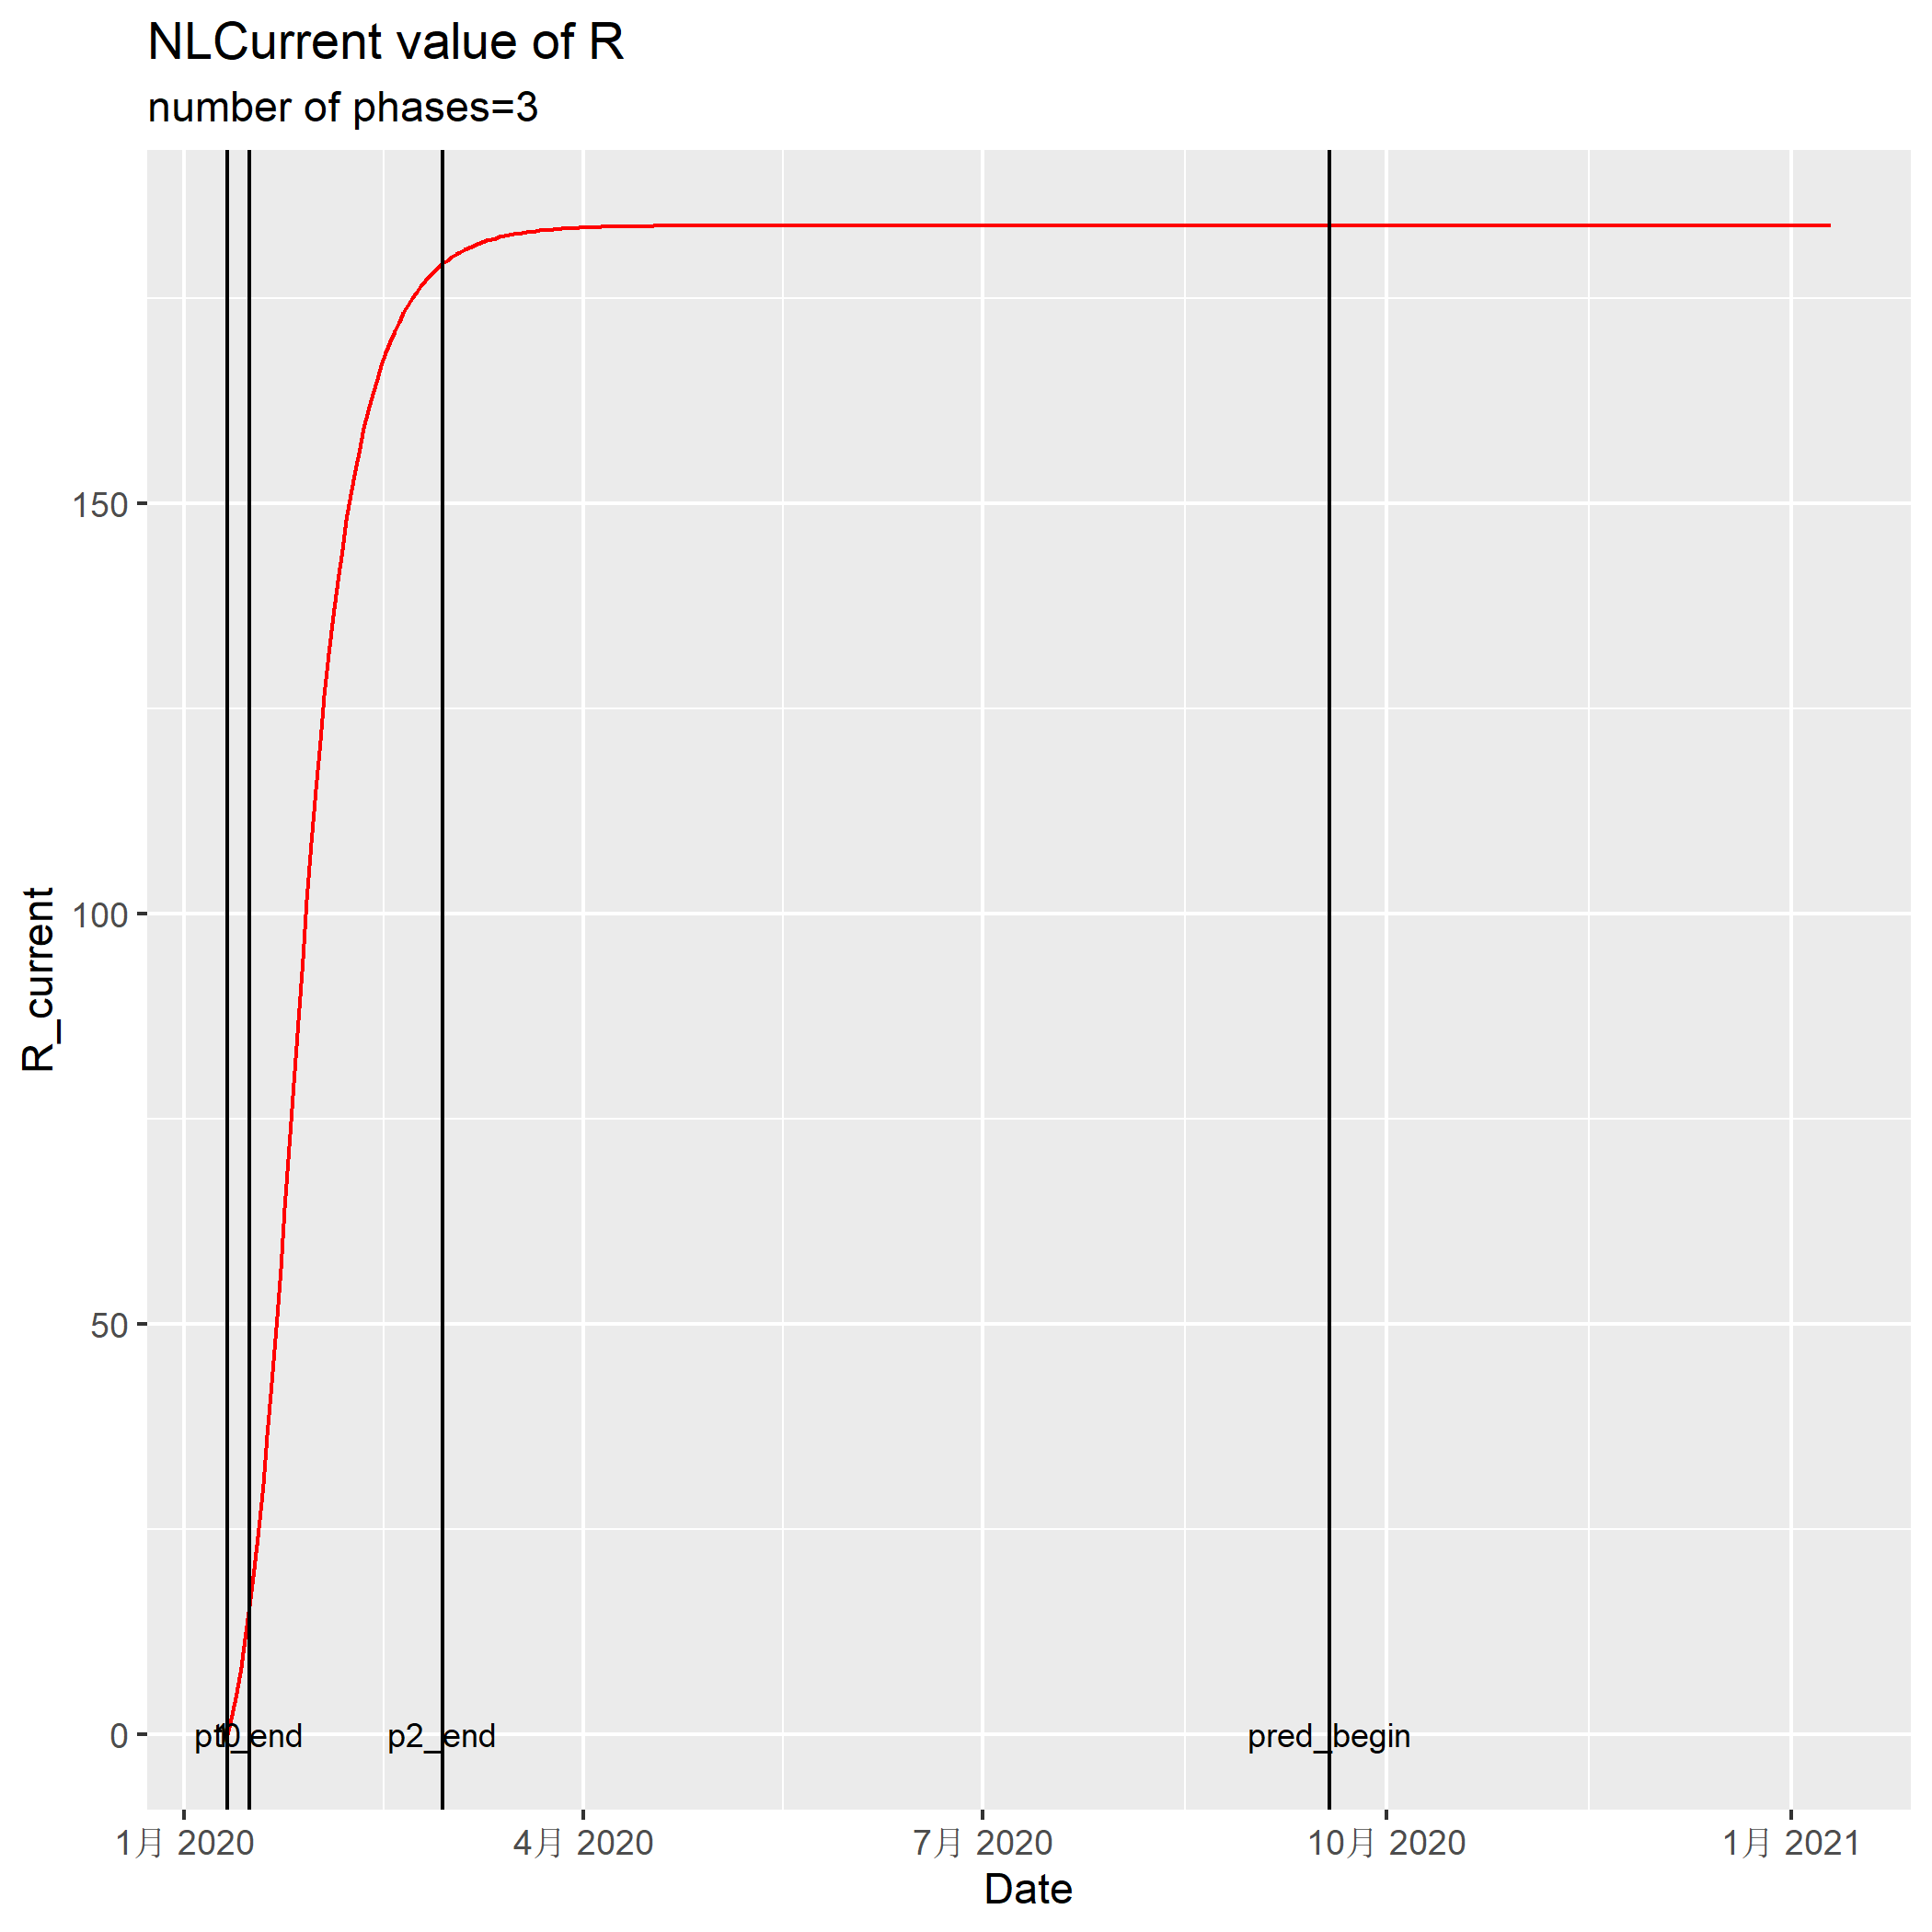 NLCurrent value of R
number of phases=3
R_current
150
100
50
0
p2_end
pred_begin
1月 2020
4月 2020
7月 2020
10月 2020
1月 2021
Date